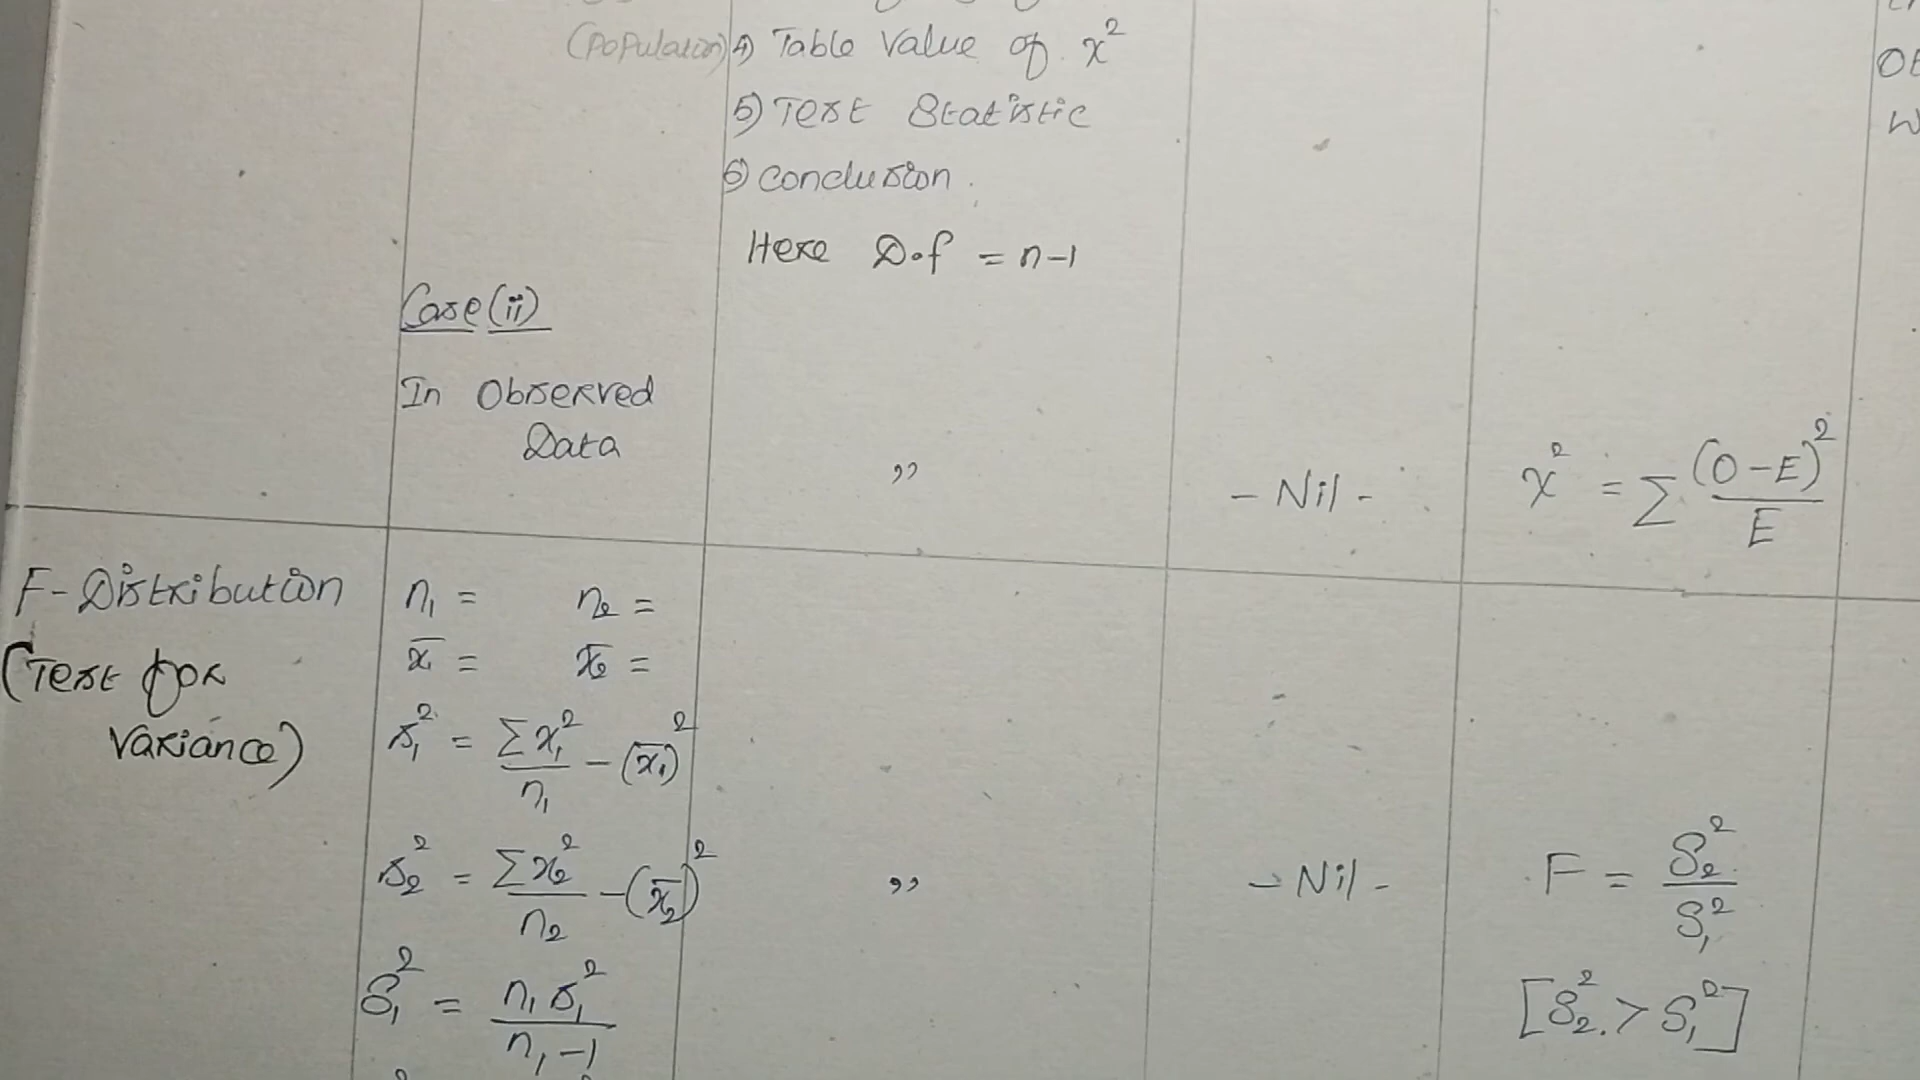 (Population)
4) Table Value of χ²
5) Test Statistic
6) Conclusion.
Here D.of = n-1
Case (ii)
In Observed
Data
,,
- Nil -
χ² = Σ (O-E)² / E
F-Distribution
(Test for
Variance)
n₁ = n₂ =
x̄₁ = x̄₂ =
s₁² = Σx₁² / n₁ - (x̄₁)²
s₂² = Σx₂² / n₂ - (x̄₂)²
S₁² = n₁s₁² / n₁-1
,,
- Nil -
F = S₂² / S₁²
[S₂² > S₁²]